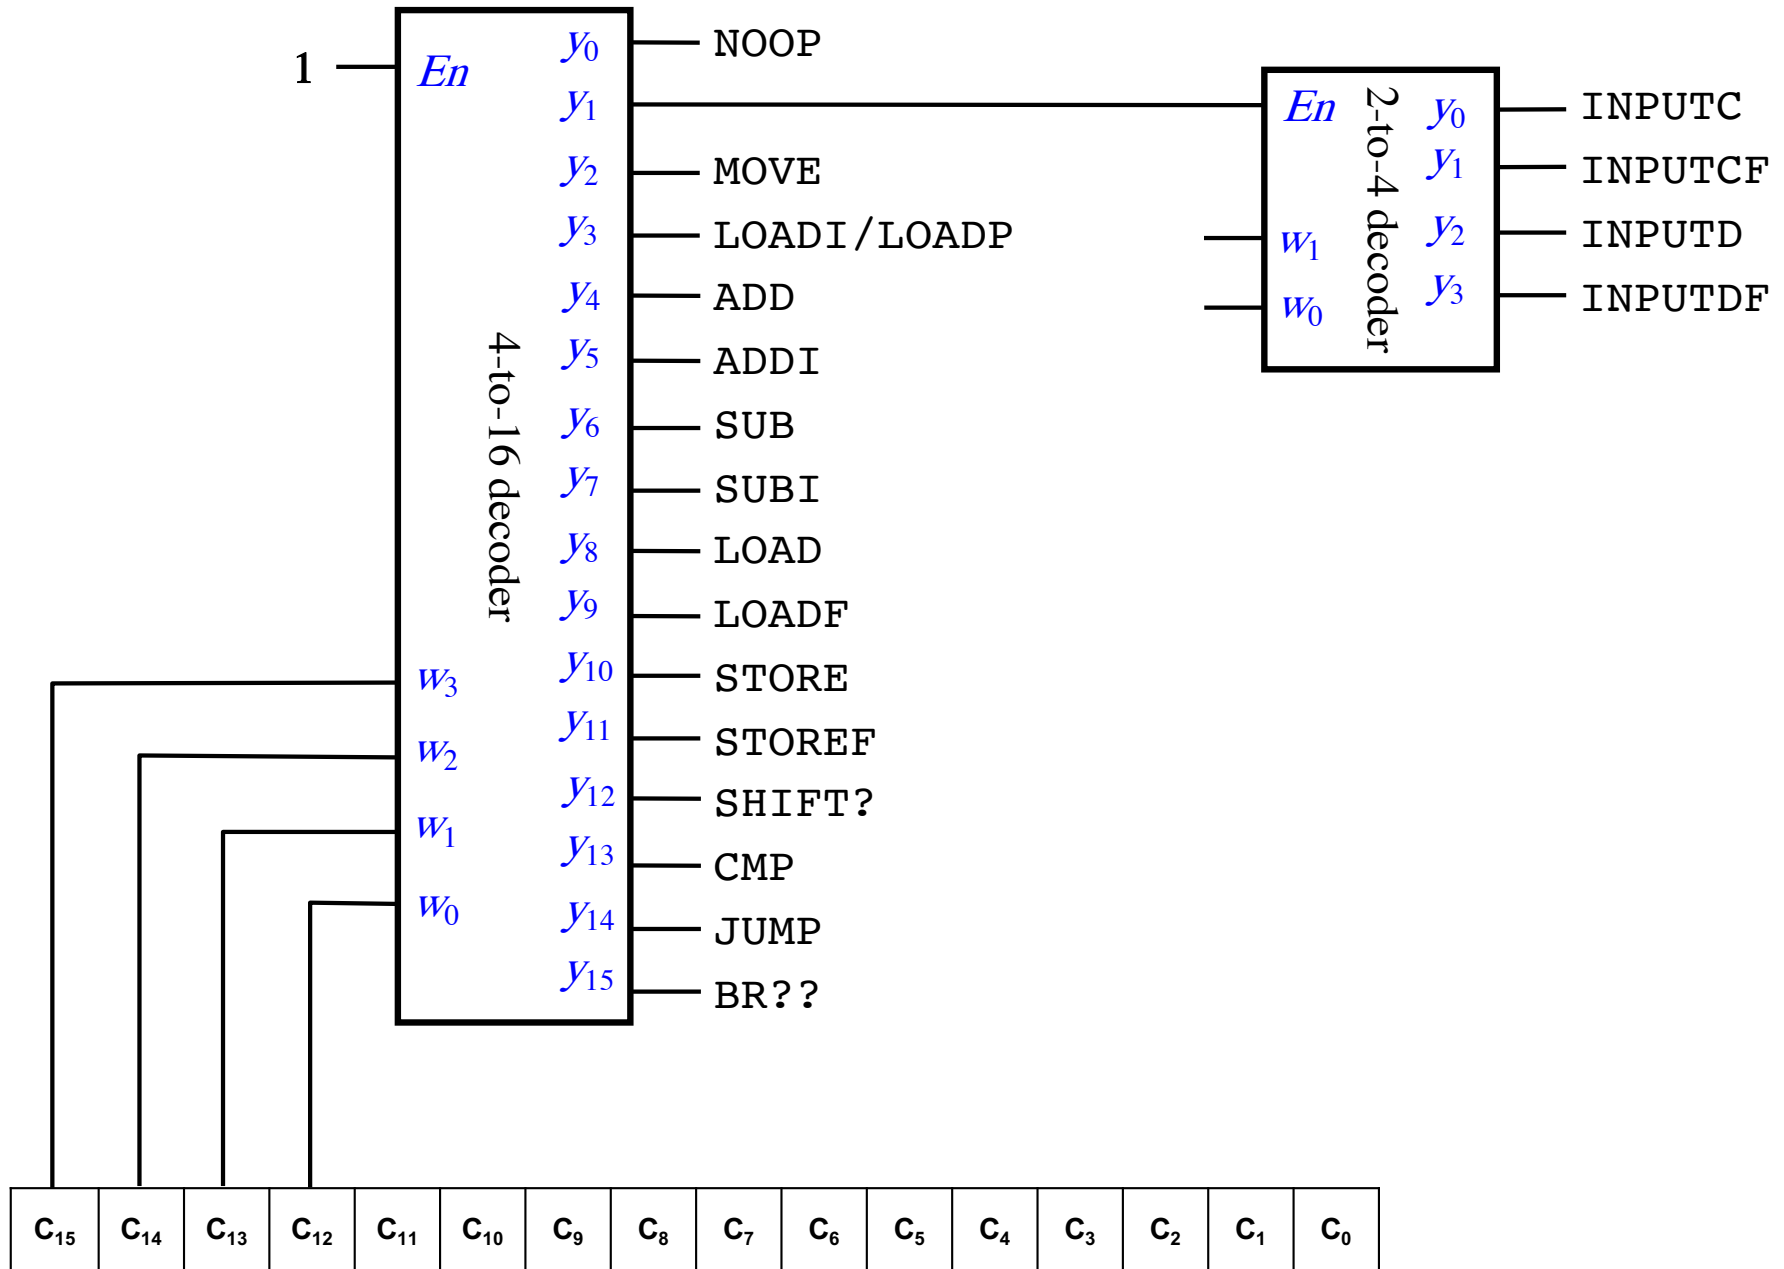 1
En
y0
y1
y2
y3
y4
y5
y6
y7
y8
y9
y10
y11
y12
y13
y14
y15
w3
w2
w1
w0
4-to-16 decoder
NOOP
MOVE
LOADI/LOADP
ADD
ADDI
SUB
SUBI
LOAD
LOADF
STORE
STOREF
SHIFT?
CMP
JUMP
BR??
En
w1
w0
2-to-4 decoder
y0
y1
y2
y3
INPUTC
INPUTCF
INPUTD
INPUTDF
C15 C14 C13 C12 C11 C10 C9 C8 C7 C6 C5 C4 C3 C2 C1 C0